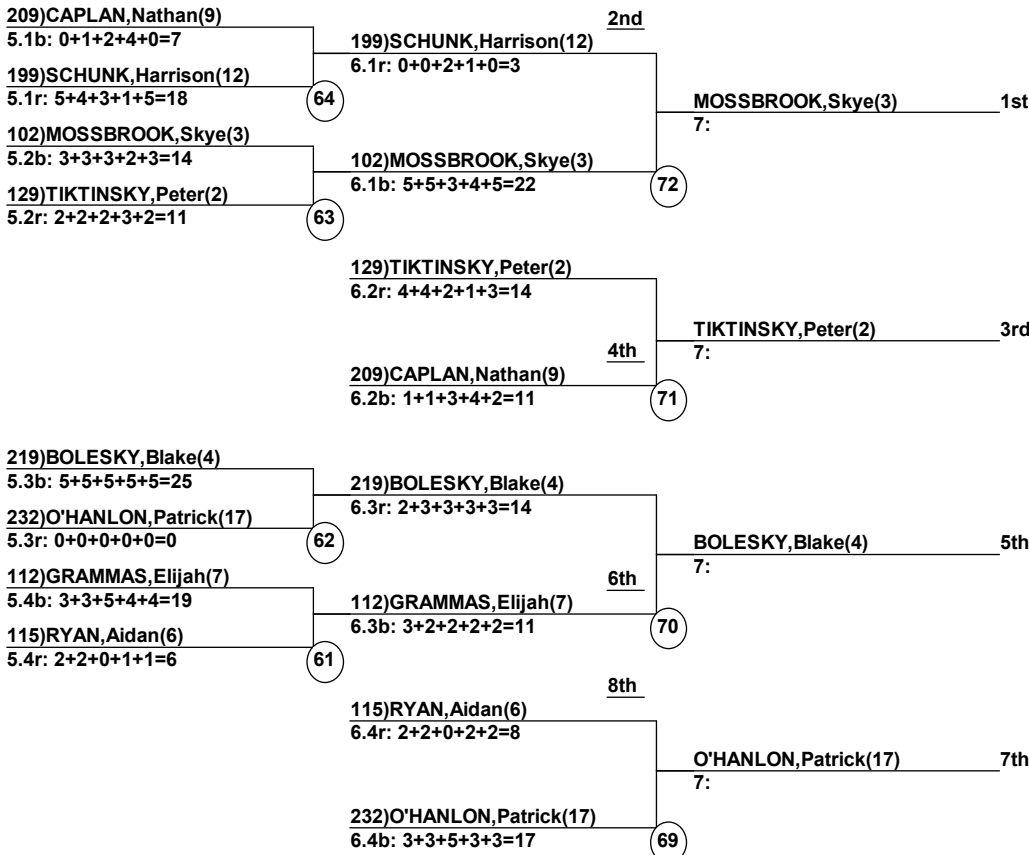 209)CAPLAN,Nathan(9)
5.1b: 0+1+2+4+0=7
199)SCHUNK,Harrison(12)
5.1r: 5+4+3+1+5=18
64
102)MOSSBROOK,Skye(3)
5.2b: 3+3+3+2+3=14
129)TIKTINSKY,Peter(2)
5.2r: 2+2+2+3+2=11
63
2nd
199)SCHUNK,Harrison(12)
6.1r: 0+0+2+1+0=3
102)MOSSBROOK,Skye(3)
6.1b: 5+5+3+4+5=22
72
MOSSBROOK,Skye(3) 1st
7:
129)TIKTINSKY,Peter(2)
6.2r: 4+4+2+1+3=14
4th
209)CAPLAN,Nathan(9)
6.2b: 1+1+3+4+2=11
71
TIKTINSKY,Peter(2) 3rd
7:
219)BOLESKY,Blake(4)
5.3b: 5+5+5+5+5=25
232)O'HANLON,Patrick(17)
5.3r: 0+0+0+0+0=0
62
112)GRAMMAS,Elijah(7)
5.4b: 3+3+5+4+4=19
115)RYAN,Aidan(6)
5.4r: 2+2+0+1+1=6
61
219)BOLESKY,Blake(4)
6.3r: 2+3+3+3+3=14
6th
112)GRAMMAS,Elijah(7)
6.3b: 3+2+2+2+2=11
70
BOLESKY,Blake(4) 5th
7:
8th
115)RYAN,Aidan(6)
6.4r: 2+2+0+2+2=8
232)O'HANLON,Patrick(17)
6.4b: 3+3+5+3+3=17
69
O'HANLON,Patrick(17) 7th
7: